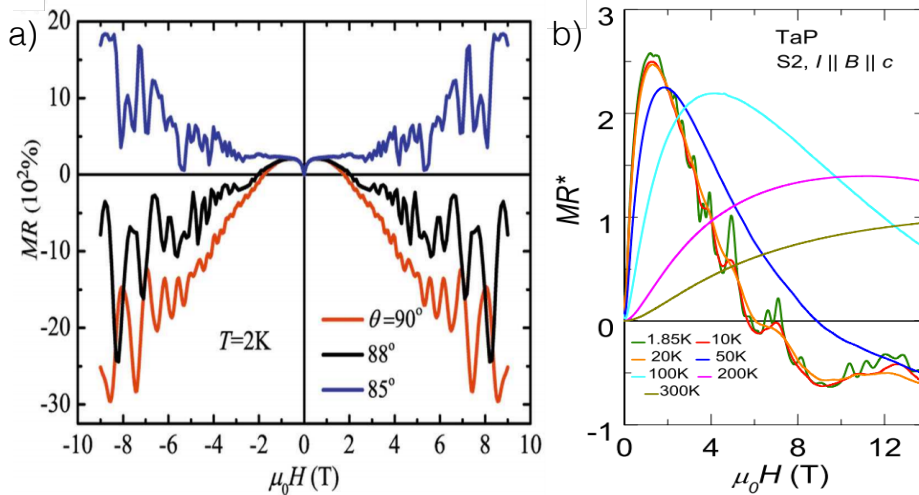 a)
20
10
0
-10
-20
-30
MR (10²%)
T=2K
θ=90°
88°
85°
-10 -8 -6 -4 -2 0 2 4 6 8 10
μ₀H (T)
b)
3
2
1
0
-1
MR*
TaP
S2, I || B || c
1.85K 10K
20K 50K
100K 200K
300K
0 4 8 12
μ₀H (T)